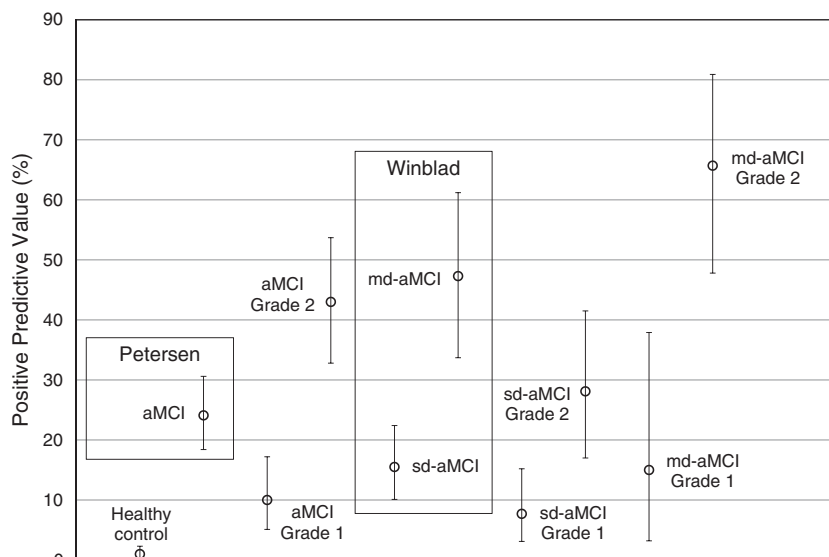 90
80
70
60
50
40
30
20
10
0
Positive Predictive Value (%)
Healthy
control
Petersen
aMCI
aMCI
Grade 1
aMCI
Grade 2
Winblad
md-aMCI
sd-aMCI
sd-aMCI
Grade 1
sd-aMCI
Grade 2
md-aMCI
Grade 1
md-aMCI
Grade 2